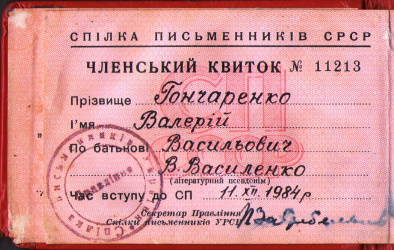 СПІЛКА ПИСЬМЕННИКІВ СРСР
ЧЛЕНСЬКИЙ КВИТОК № 11213
Прізвище Гончаренко
І'мя Валерій
По батькові Васильович
В. Василенко
(літературний псевдонім)
Час вступу до СП 11. XII. 1984 р
Секретар Правління
Спілки письменників УРСР